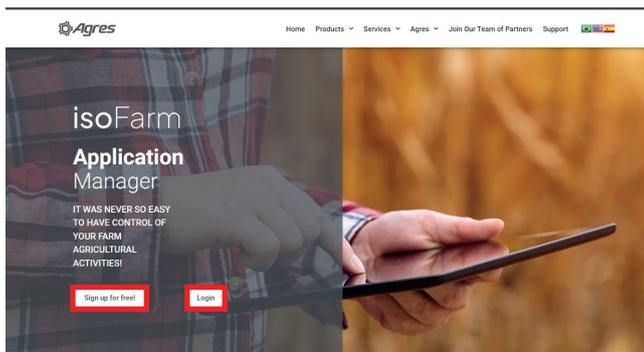 Agres
Home Products Services Agres Join Our Team of Partners Support
isoFarm
Application
Manager
IT WAS NEVER SO EASY
TO HAVE CONTROL OF
YOUR FARM
AGRICULTURAL
ACTIVITIES!
Sign up for free! Login